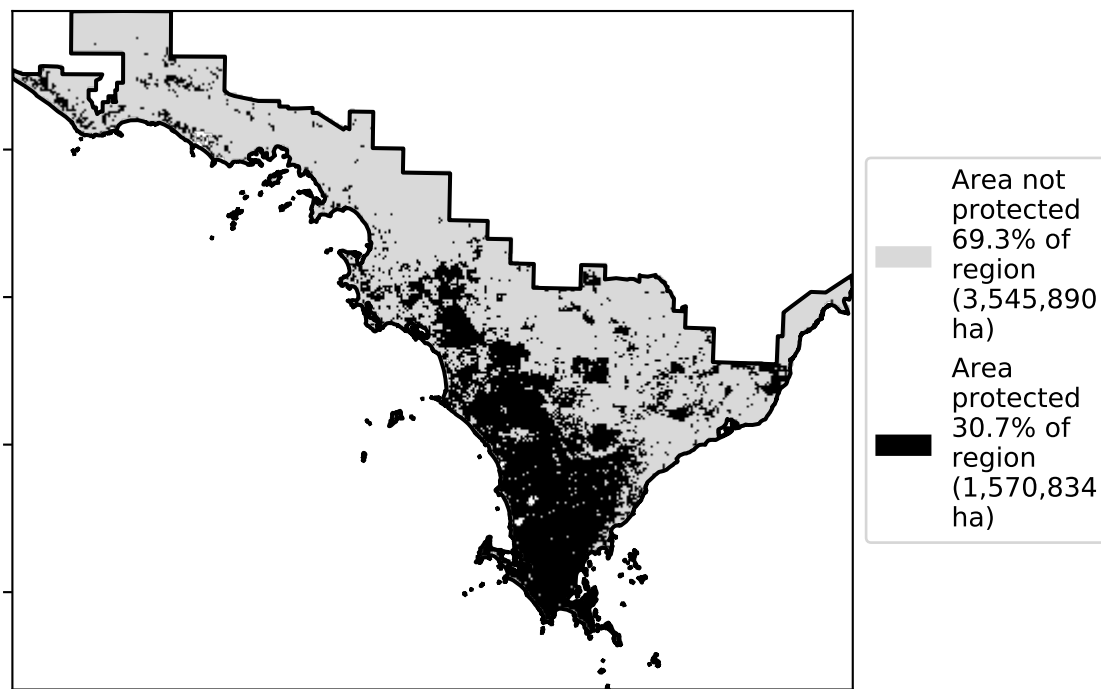 Area not
protected
69.3% of
region
(3,545,890
ha)
Area
protected
30.7% of
region
(1,570,834
ha)